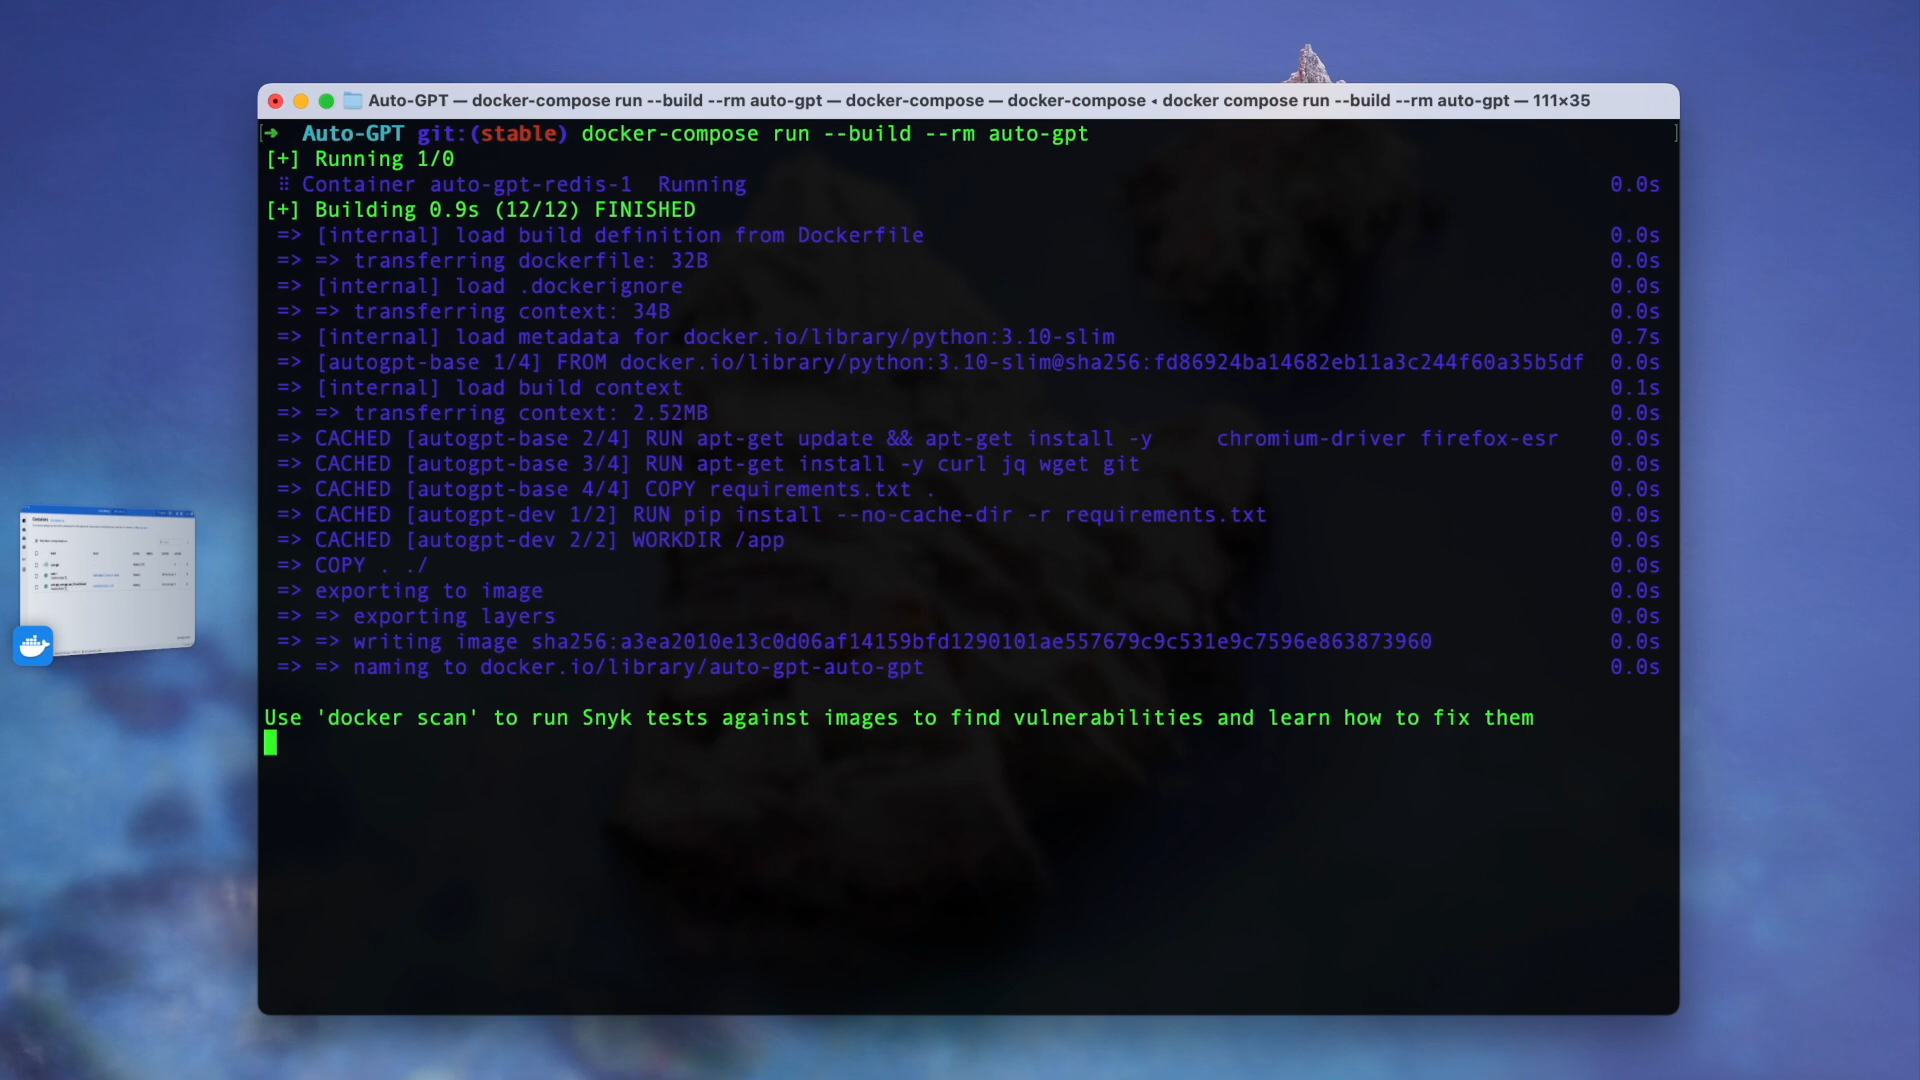 Auto-GPT — docker-compose run --build --rm auto-gpt — docker-compose — docker-compose ◂ docker compose run --build --rm auto-gpt — 111×35
[➜  Auto-GPT git:(stable) docker-compose run --build --rm auto-gpt ]
[+] Running 1/0
⠿ Container auto-gpt-redis-1  Running 0.0s
[+] Building 0.9s (12/12) FINISHED
=> [internal] load build definition from Dockerfile 0.0s
=> => transferring dockerfile: 32B 0.0s
=> [internal] load .dockerignore 0.0s
=> => transferring context: 34B 0.0s
=> [internal] load metadata for docker.io/library/python:3.10-slim 0.7s
=> [autogpt-base 1/4] FROM docker.io/library/python:3.10-slim@sha256:fd86924ba14682eb11a3c244f60a35b5df 0.0s
=> [internal] load build context 0.1s
=> => transferring context: 2.52MB 0.0s
=> CACHED [autogpt-base 2/4] RUN apt-get update && apt-get install -y     chromium-driver firefox-esr 0.0s
=> CACHED [autogpt-base 3/4] RUN apt-get install -y curl jq wget git 0.0s
=> CACHED [autogpt-base 4/4] COPY requirements.txt . 0.0s
=> CACHED [autogpt-dev 1/2] RUN pip install --no-cache-dir -r requirements.txt 0.0s
=> CACHED [autogpt-dev 2/2] WORKDIR /app 0.0s
=> COPY . ./ 0.0s
=> exporting to image 0.0s
=> => exporting layers 0.0s
=> => writing image sha256:a3ea2010e13c0d06af14159bfd1290101ae557679c9c531e9c7596e863873960 0.0s
=> => naming to docker.io/library/auto-gpt-auto-gpt 0.0s
Use 'docker scan' to run Snyk tests against images to find vulnerabilities and learn how to fix them